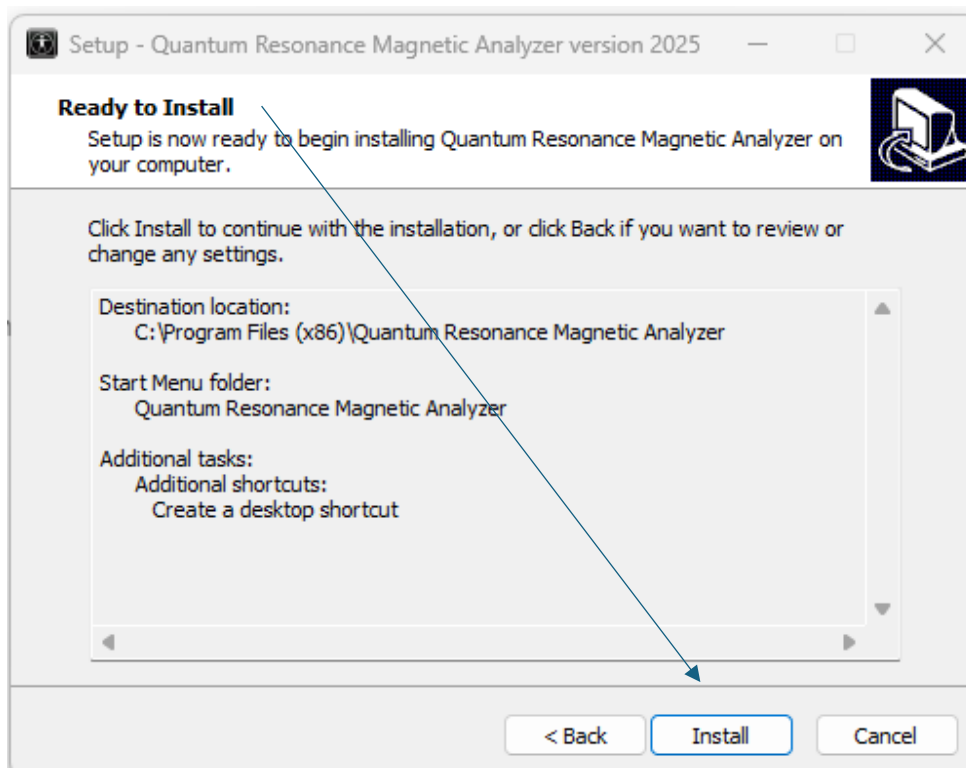 Setup - Quantum Resonance Magnetic Analyzer version 2025
Ready to Install
Setup is now ready to begin installing Quantum Resonance Magnetic Analyzer on
your computer.
Click Install to continue with the installation, or click Back if you want to review or
change any settings.
Destination location:
C:\Program Files (x86)\Quantum Resonance Magnetic Analyzer
Start Menu folder:
Quantum Resonance Magnetic Analyzer
Additional tasks:
Additional shortcuts:
Create a desktop shortcut
< Back Install Cancel